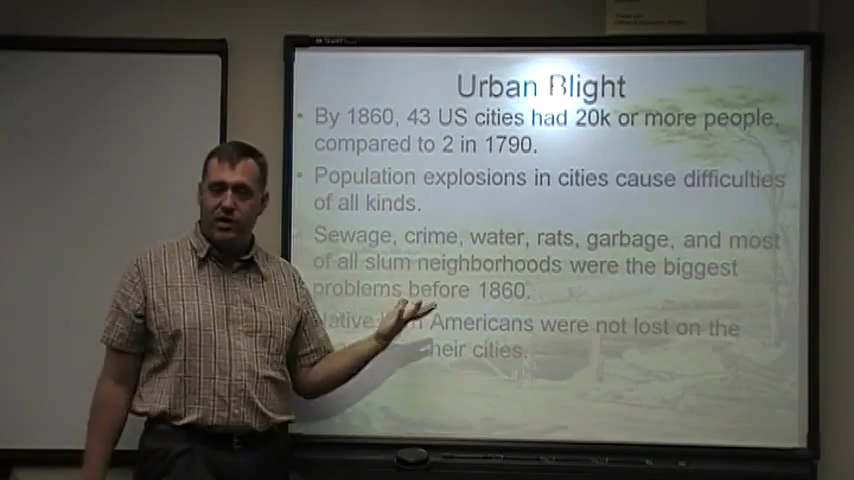 Urban Blight
• By 1860, 43 US cities had 20k or more people,
compared to 2 in 1790.
• Population explosions in cities cause difficulties
of all kinds.
Sewage, crime, water, rats, garbage, and most
of all slum neighborhoods were the biggest
problems before 1860.
Native Americans were not lost on the
their cities.